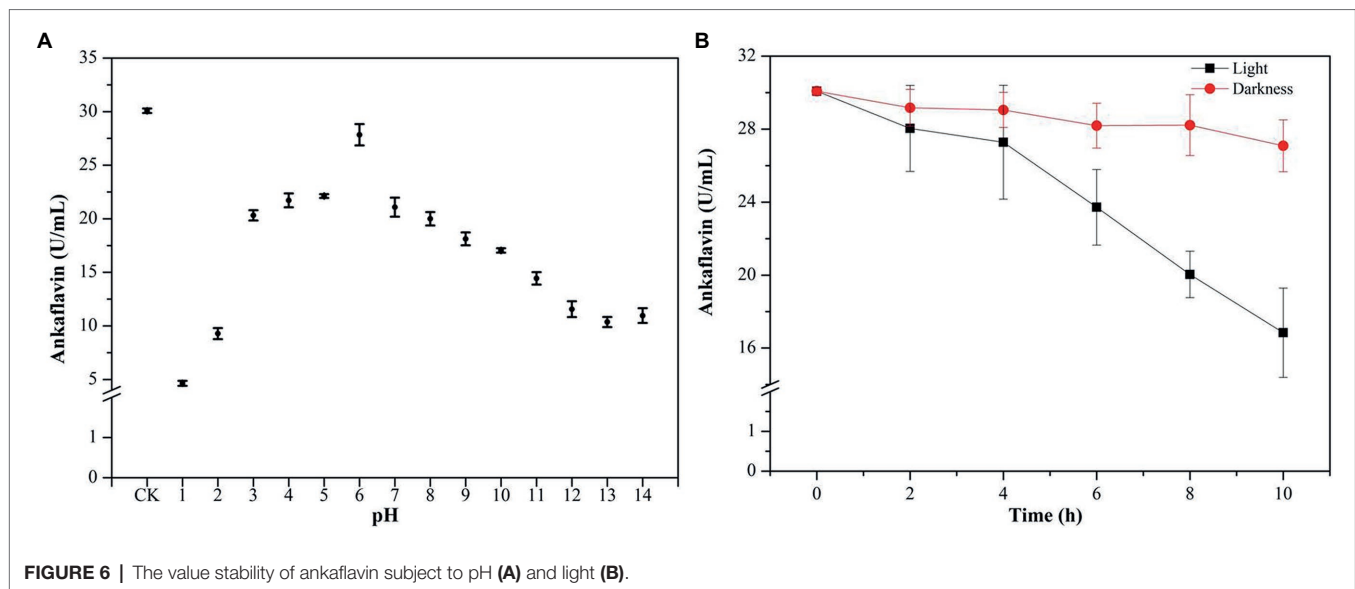 A
35
30
25
20
15
10
5
1
0
Ankaflavin (U/mL)
CK 1 2 3 4 5 6 7 8 9 10 11 12 13 14
pH
B
32
28
24
20
16
1
0
Ankaflavin (U/mL)
Light
Darkness
0 2 4 6 8 10
Time (h)
FIGURE 6 | The value stability of ankaflavin subject to pH (A) and light (B).